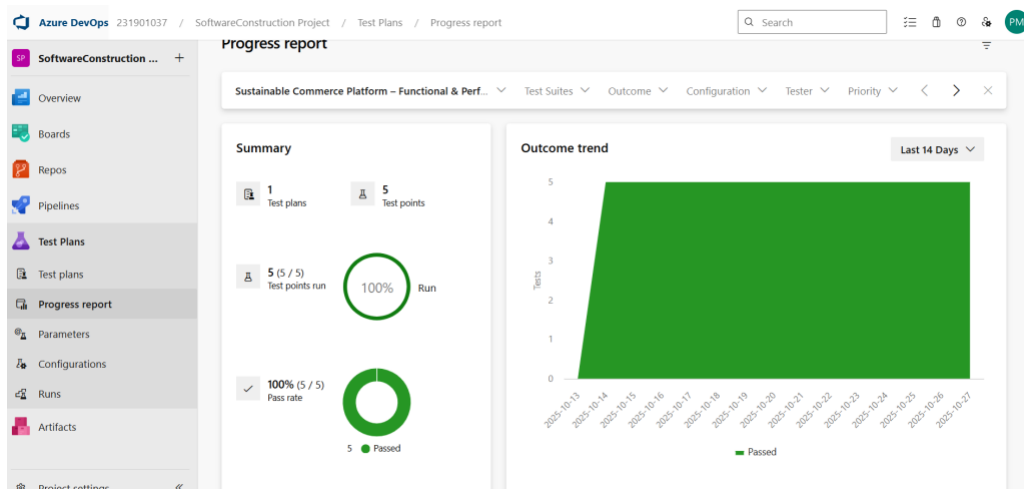 Azure DevOps 231901037 / SoftwareConstruction Project / Test Plans / Progress report
Search
PM
SP SoftwareConstruction ... +
Overview
Boards
Repos
Pipelines
Test Plans
Test plans
Progress report
Parameters
Configurations
Runs
Artifacts
Project settings
Progress report
Sustainable Commerce Platform – Functional & Perf... Test Suites Outcome Configuration Tester Priority
Summary
1
Test plans
5
Test points
5 (5 / 5)
Test points run
100%
Run
100% (5 / 5)
Pass rate
5 Passed
Outcome trend
Last 14 Days
5
4
3
2
1
0
Tests
2025-10-13
2025-10-14
2025-10-15
2025-10-16
2025-10-17
2025-10-18
2025-10-19
2025-10-20
2025-10-21
2025-10-22
2025-10-23
2025-10-24
2025-10-25
2025-10-26
2025-10-27
Passed